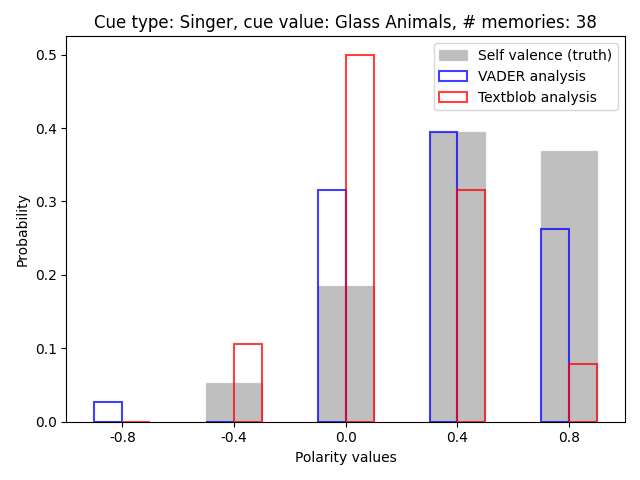 Cue type: Singer, cue value: Glass Animals, # memories: 38
Self valence (truth)
VADER analysis
Textblob analysis
Probability
0.5
0.4
0.3
0.2
0.1
0.0
-0.8 -0.4 0.0 0.4 0.8
Polarity values